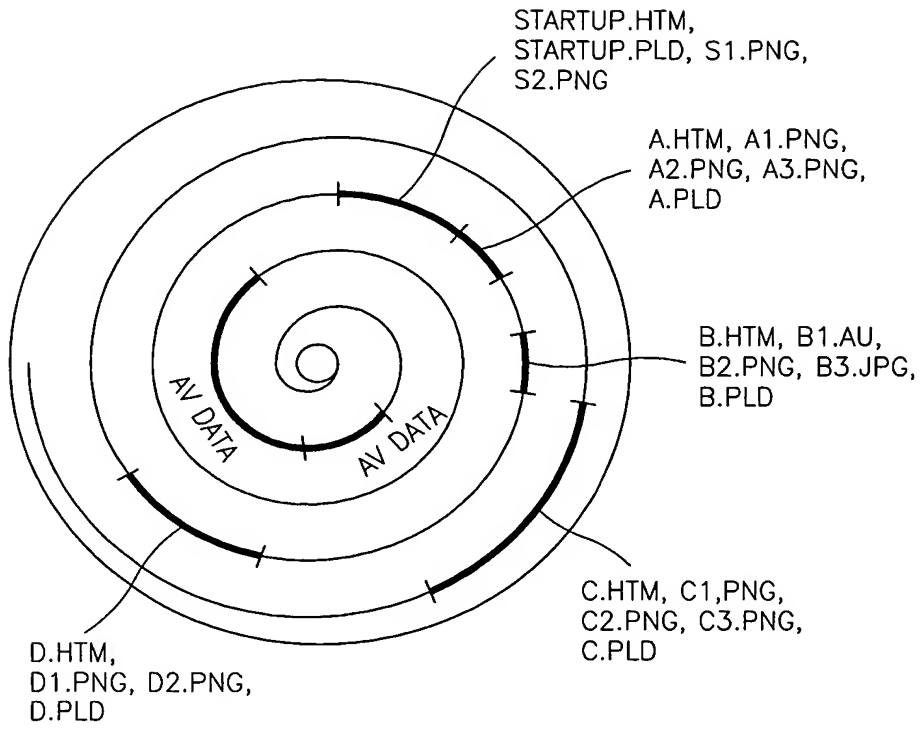 STARTUP.HTM,
STARTUP.PLD, S1.PNG,
S2.PNG
A.HTM, A1.PNG,
A2.PNG, A3.PNG,
A.PLD
B.HTM, B1.AU,
B2.PNG, B3.JPG,
B.PLD
AV DATA
AV DATA
C.HTM, C1,PNG,
C2.PNG, C3.PNG,
C.PLD
D.HTM,
D1.PNG, D2.PNG,
D.PLD